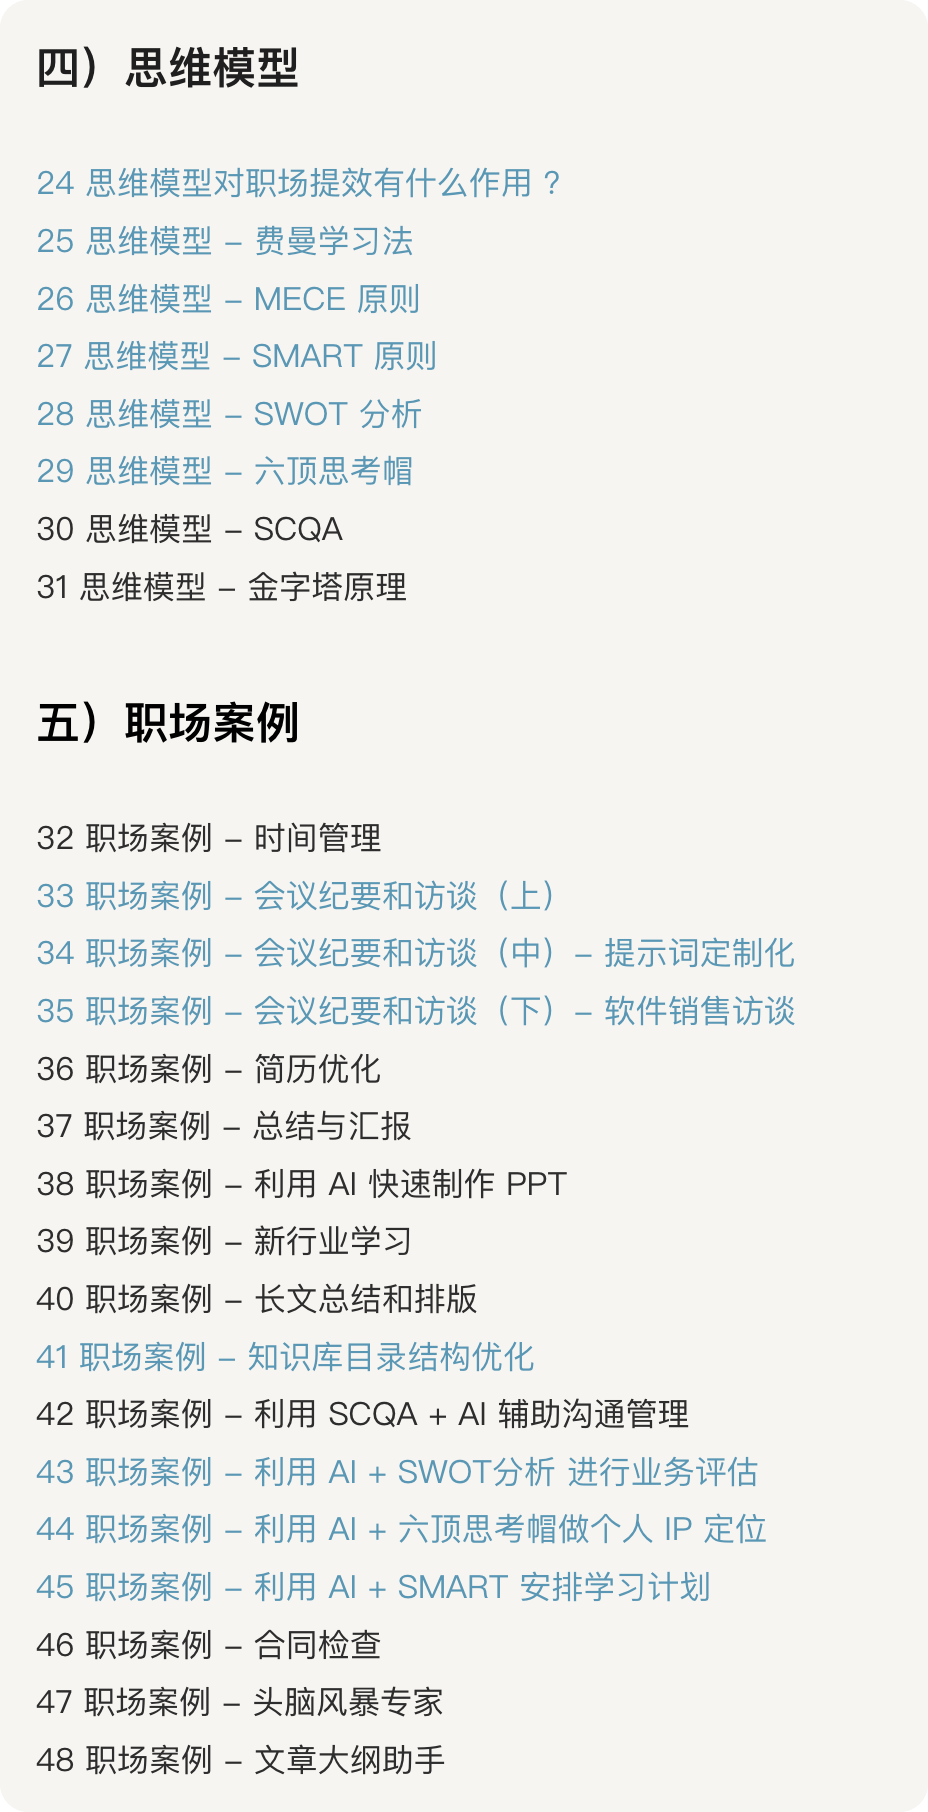 四）思维模型
24 思维模型对职场提效有什么作用 ?
25 思维模型 – 费曼学习法
26 思维模型 – MECE 原则
27 思维模型 – SMART 原则
28 思维模型 – SWOT 分析
29 思维模型 – 六顶思考帽
30 思维模型 – SCQA
31 思维模型 – 金字塔原理
五）职场案例
32 职场案例 – 时间管理
33 职场案例 – 会议纪要和访谈（上）
34 职场案例 – 会议纪要和访谈（中）– 提示词定制化
35 职场案例 – 会议纪要和访谈（下）– 软件销售访谈
36 职场案例 – 简历优化
37 职场案例 – 总结与汇报
38 职场案例 – 利用 AI 快速制作 PPT
39 职场案例 – 新行业学习
40 职场案例 – 长文总结和排版
41 职场案例 – 知识库目录结构优化
42 职场案例 – 利用 SCQA + AI 辅助沟通管理
43 职场案例 – 利用 AI + SWOT分析 进行业务评估
44 职场案例 – 利用 AI + 六顶思考帽做个人 IP 定位
45 职场案例 – 利用 AI + SMART 安排学习计划
46 职场案例 – 合同检查
47 职场案例 – 头脑风暴专家
48 职场案例 – 文章大纲助手